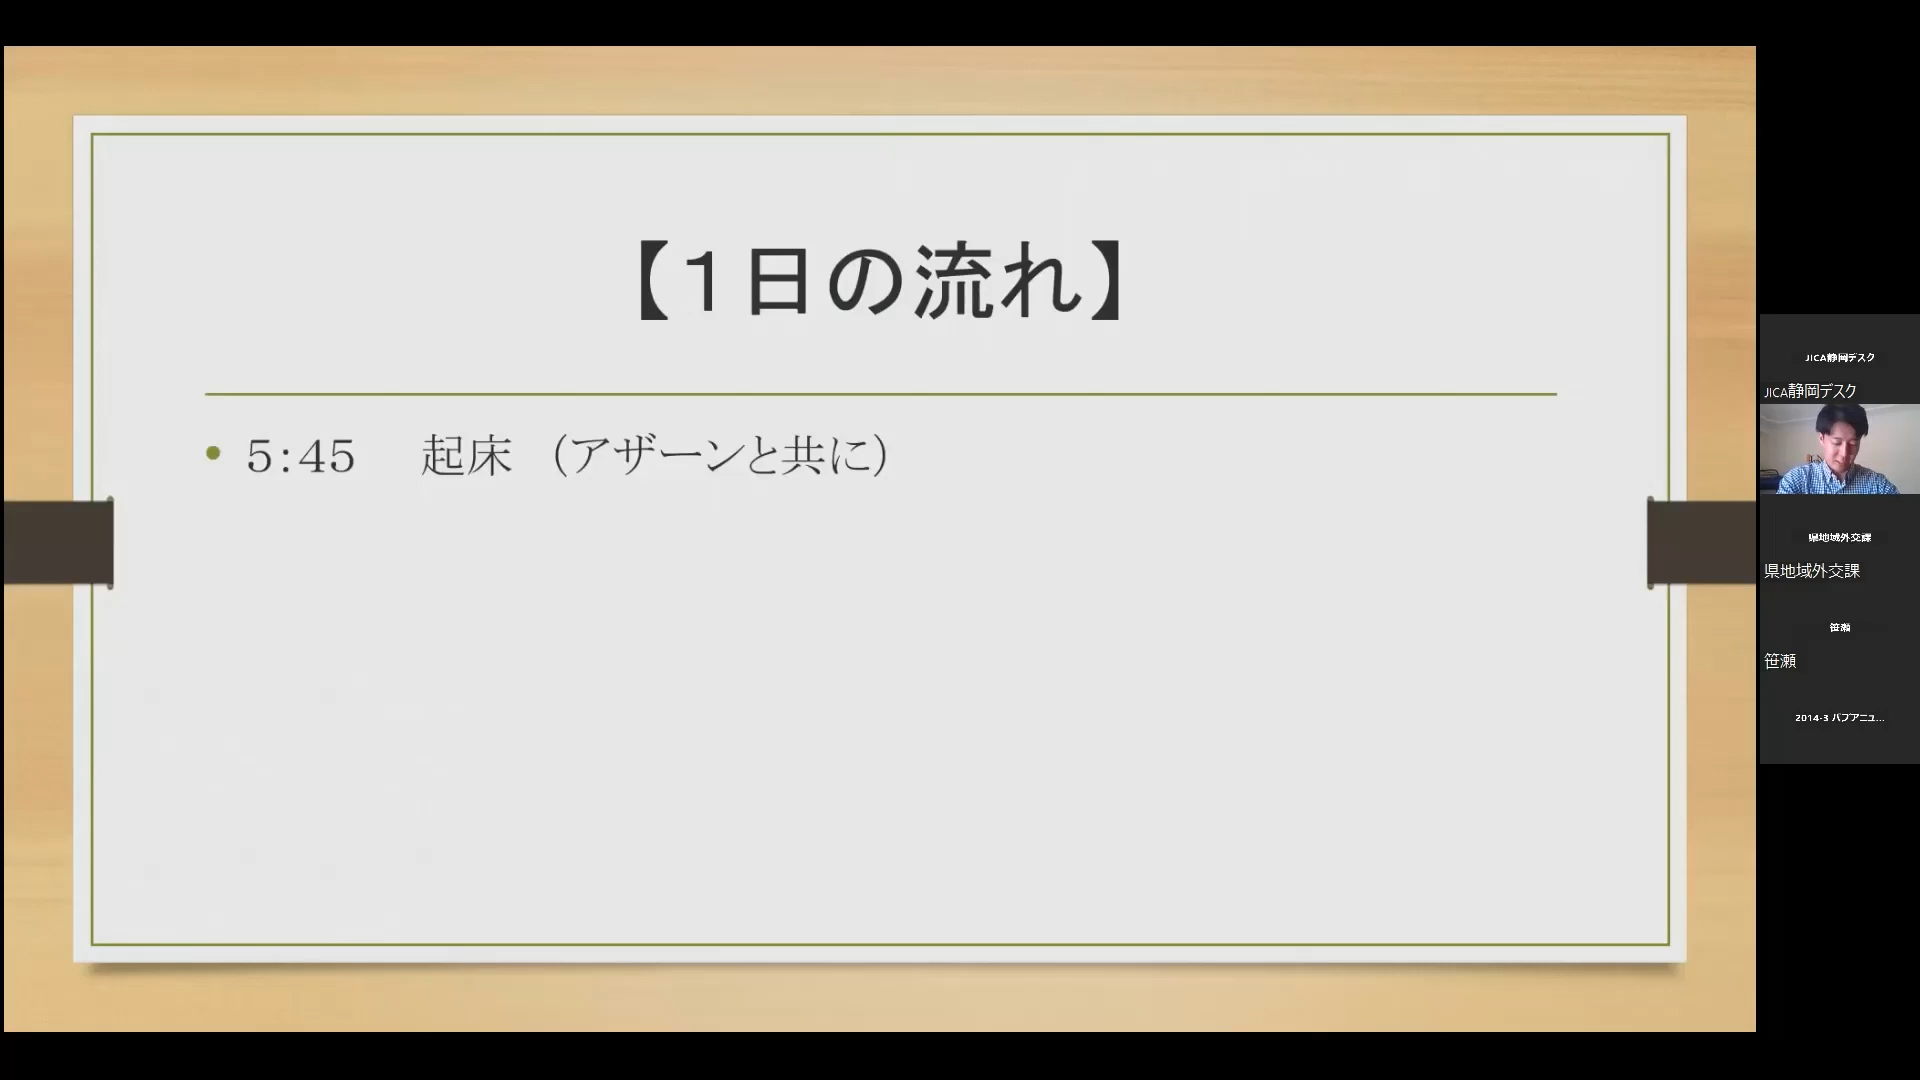 【1日の流れ】
• 5:45　起床　（アザーンと共に）
JICA静岡デスク
JICA静岡デスク
県地域外交課
県地域外交課
笹瀬
笹瀬
2014-3 パプアニュ...